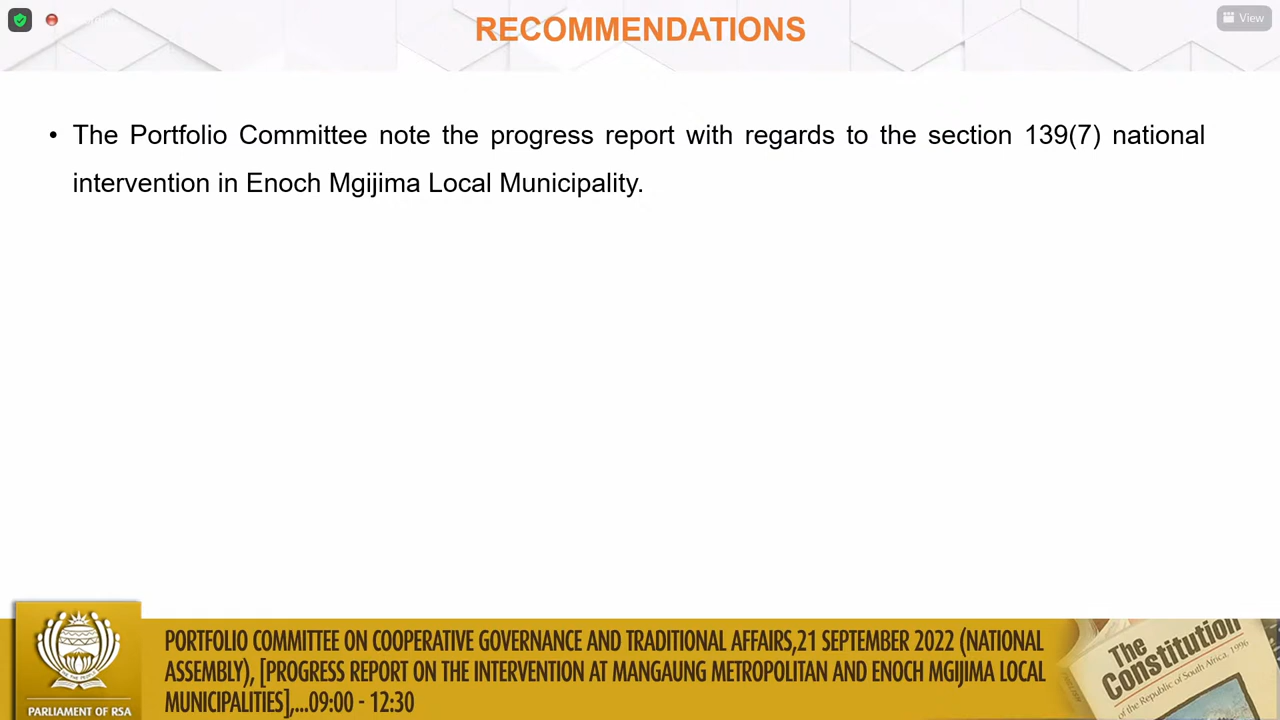 RECOMMENDATIONS
View
• The Portfolio Committee note the progress report with regards to the section 139(7) national
intervention in Enoch Mgijima Local Municipality.
PORTFOLIO COMMITTEE ON COOPERATIVE GOVERNANCE AND TRADITIONAL AFFAIRS,21 SEPTEMBER 2022 (NATIONAL
ASSEMBLY), [PROGRESS REPORT ON THE INTERVENTION AT MANGAUNG METROPOLITAN AND ENOCH MGIJIMA LOCAL
MUNICIPALITIES],...09:00 - 12:30
PARLIAMENT OF RSA
The
Constitution
of the Republic of South Africa, 1996